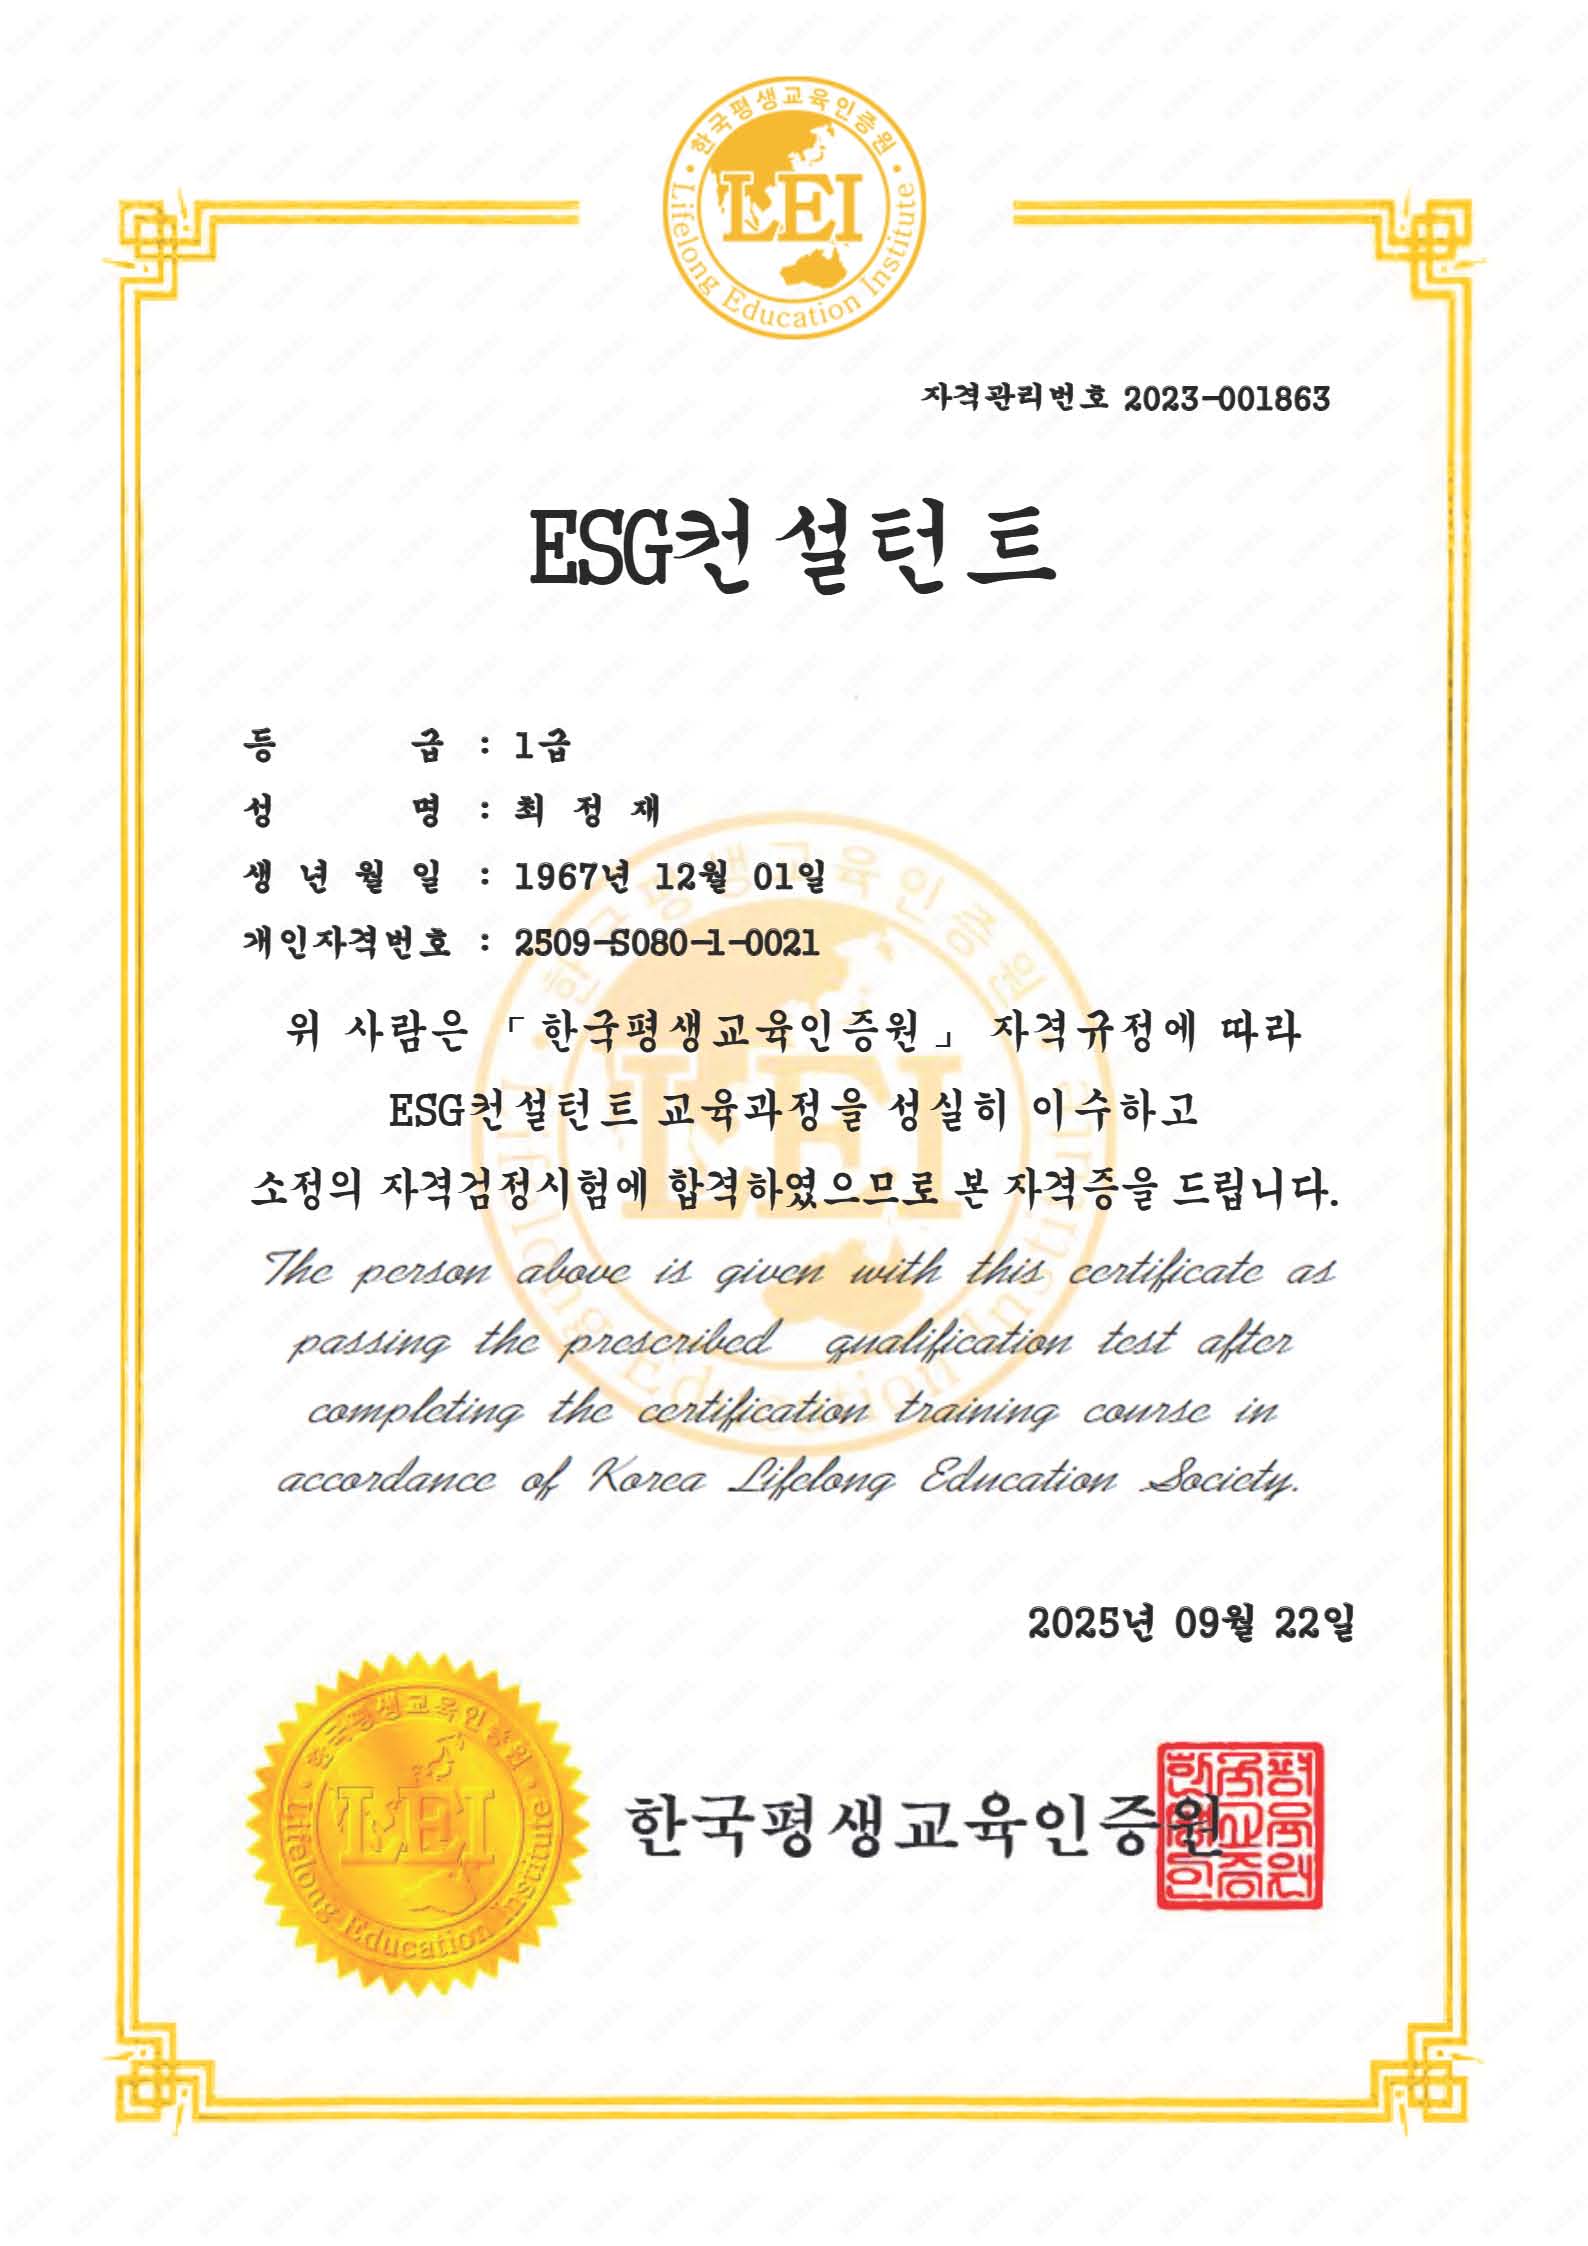 한국평생교육인증원
LEI
Lifelong Education Institute
자격관리번호 2023-001863
ESG컨설턴트
등 급 : 1급
성 명 : 최 정 재
생 년 월 일 : 1967년 12월 01일
개인자격번호 : 2509-S080-1-0021
위 사람은 「한국평생교육인증원」 자격규정에 따라
ESG컨설턴트 교육과정을 성실히 이수하고
소정의 자격검정시험에 합격하였으므로 본 자격증을 드립니다.
The person above is given with this certificate as
passing the prescribed qualification test after
completing the certification training course in
accordance of Korea Lifelong Education Society.
2025년 09월 22일
한국평생교육인증원
LEI
Lifelong Education Institute
한국평생교육인증원